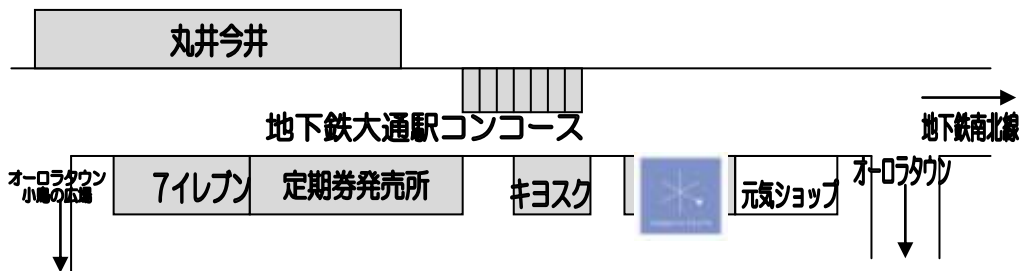 丸井今井
地下鉄大通駅コンコース
地下鉄南北線
オーロラタウン
小鳥の広場
7イレブン
定期券発売所
キヨスク
元気ショップ
オーロラタウン